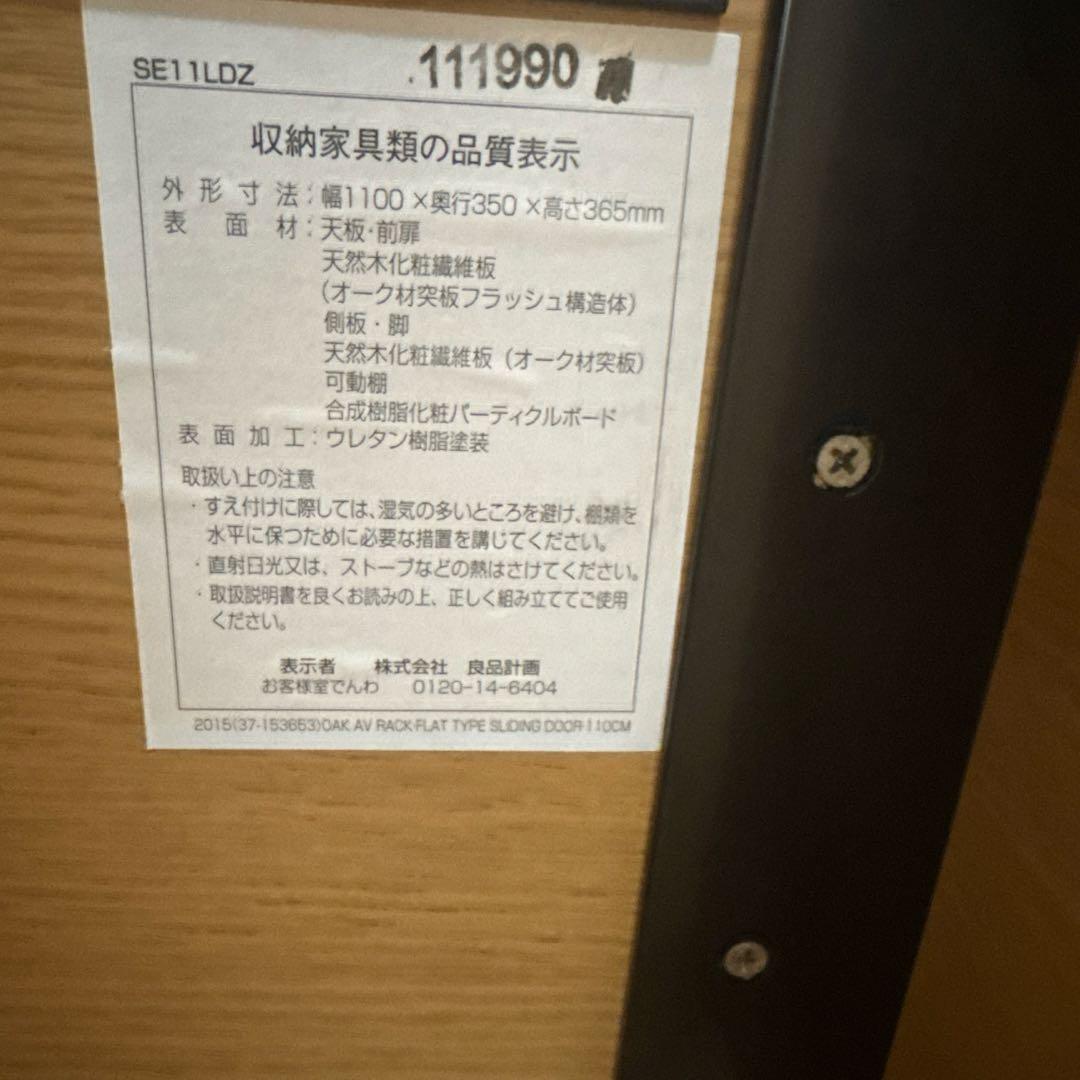 SE11LDZ
.111990
収納家具類の品質表示
外形寸法:幅1100×奥行350×高さ365mm
表面材:天板・前扉
天然木化粧繊維板
(オーク材突板フラッシュ構造体)
側板・脚
天然木化粧繊維板(オーク材突板)
可動棚
合成樹脂化粧パーティクルボード
表面加工:ウレタン樹脂塗装
取扱い上の注意
・すえ付けに際しては、湿気の多いところを避け、棚類を
水平に保つために必要な措置を講じてください。
・直射日光又は、ストーブなどの熱はさけてください。
・取扱説明書を良くお読みの上、正しく組み立ててご使用
ください。
表示者 株式会社 良品計画
お客様室でんわ 0120-14-6404
2015(37-153653)OAK AV RACK-FLAT TYPE SLIDING DOOR-110CM